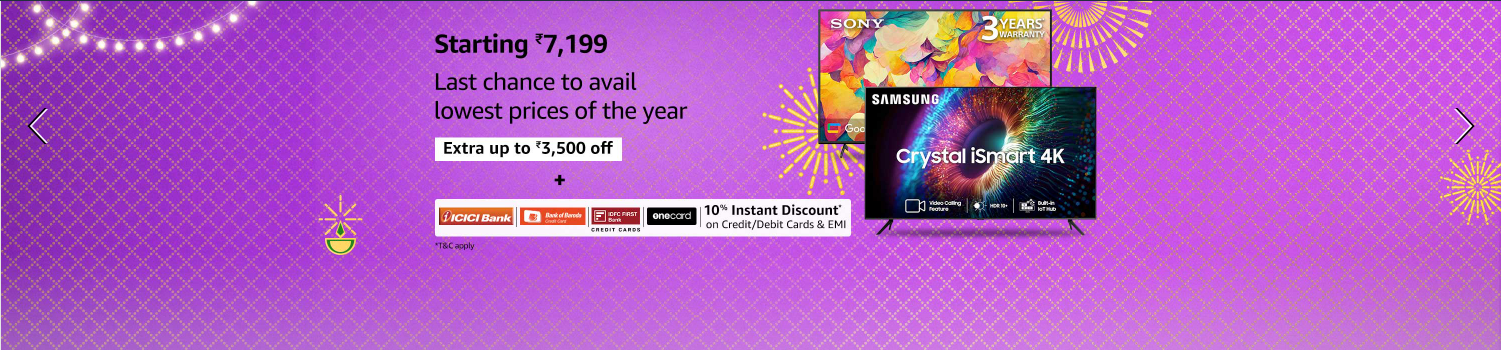 Starting ₹7,199
Last chance to avail
lowest prices of the year
Extra up to ₹3,500 off
+
ICICI Bank
Bank of Baroda
Credit Card
IDFC FIRST
Bank
CREDIT CARDS
onecard
10% Instant Discount*
on Credit/Debit Cards & EMI
*T&C apply
SONY
3 YEARS*
WARRANTY
SAMSUNG
Crystal iSmart 4K
Video Calling
Feature
HDR 10+
Built-in
IoT Hub